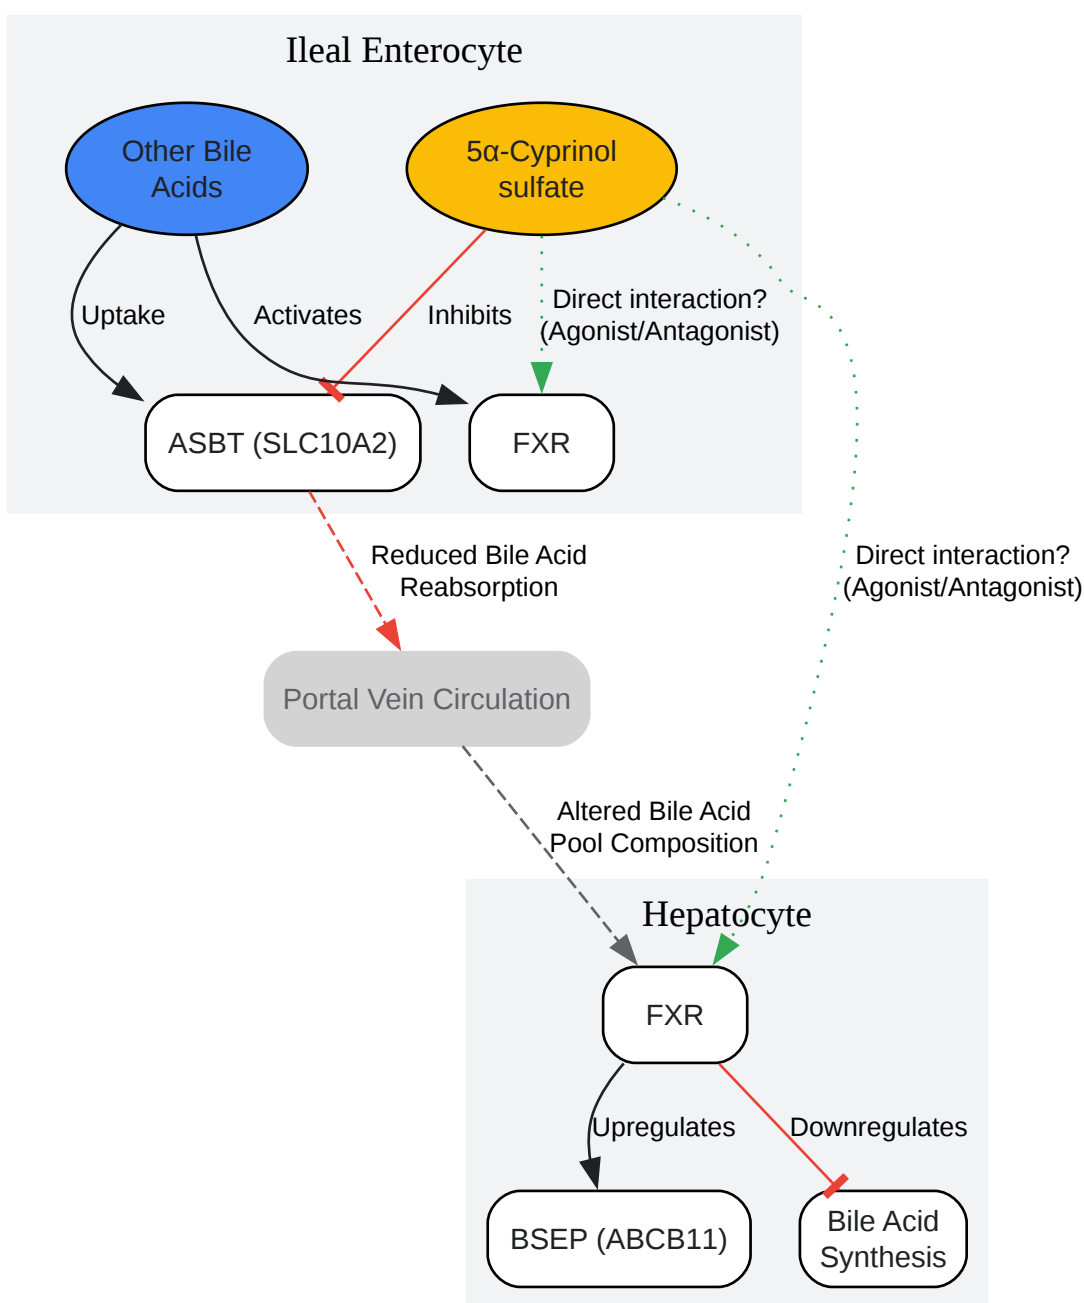 Ileal Enterocyte
Other Bile
Acids
5α-Cyprinol
sulfate
Uptake
Activates
Inhibits
Direct interaction?
(Agonist/Antagonist)
ASBT (SLC10A2)
FXR
Reduced Bile Acid
Reabsorption
Direct interaction?
(Agonist/Antagonist)
Portal Vein Circulation
Altered Bile Acid
Pool Composition
Hepatocyte
FXR
Upregulates
Downregulates
BSEP (ABCB11)
Bile Acid
Synthesis